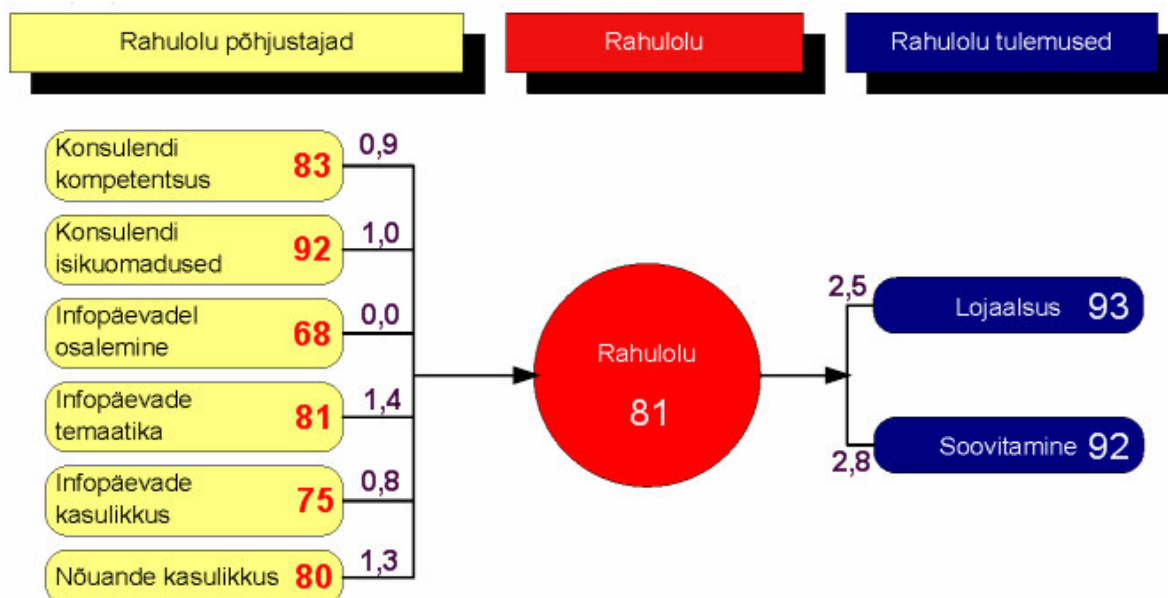 Rahulolu põhjustajad
Rahulolu
Rahulolu tulemused
Konsulendi
kompetentsus 83
0,9
Konsulendi
isikuomadused 92
1,0
Infopäevadel
osalemine 68
0,0
Infopäevade
temaatika 81
1,4
Infopäevade
kasulikkus 75
0,8
Nõuande kasulikkus 80
1,3
Rahulolu
81
2,5
Lojaalsus 93
2,8
Soovitamine 92